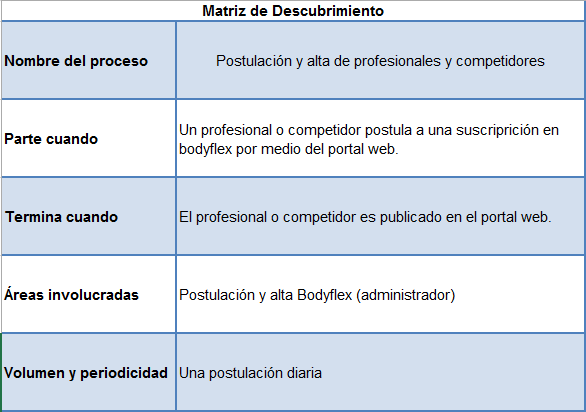 Matriz de Descubrimiento
Nombre del proceso
Postulación y alta de profesionales y competidores
Parte cuando
Un profesional o competidor postula a una suscriprición en
bodyflex por medio del portal web.
Termina cuando
El profesional o competidor es publicado en el portal web.
Áreas involucradas
Postulación y alta Bodyflex (administrador)
Volumen y periodicidad
Una postulación diaria